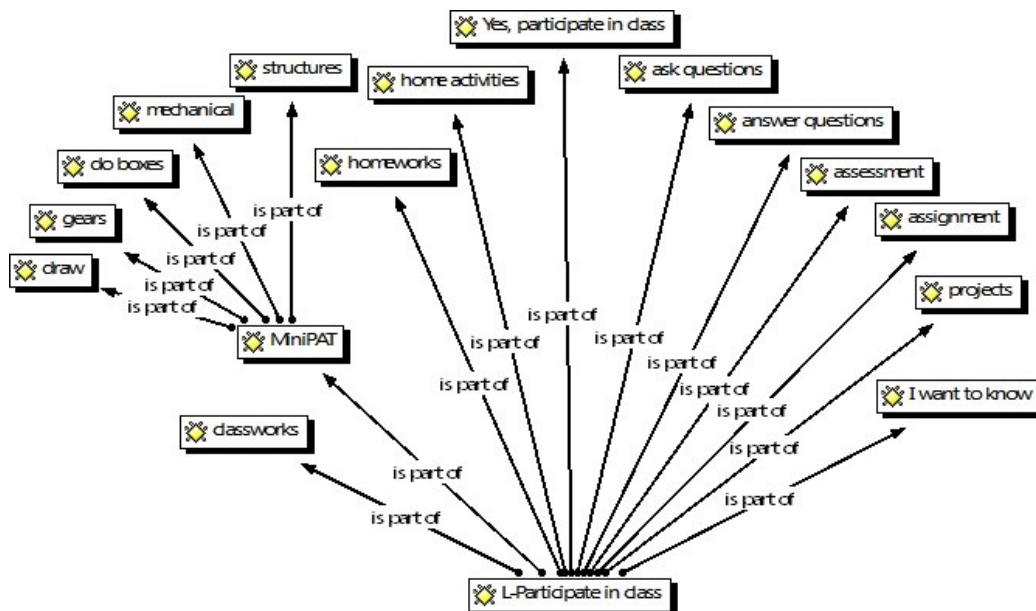 Yes, participate in class
structures
home activities
ask questions
mechanical
answer questions
do boxes
homeworks
assessment
gears
is part of
assignment
is part of
draw
is part of
is part of
is part of
projects
is part of
MiniPAT
is part of
is part of
is part of
is part of
is part of
I want to know
is part of
classworks
is part of
is part of
is part of
is part of
is part of
L-Participate in class